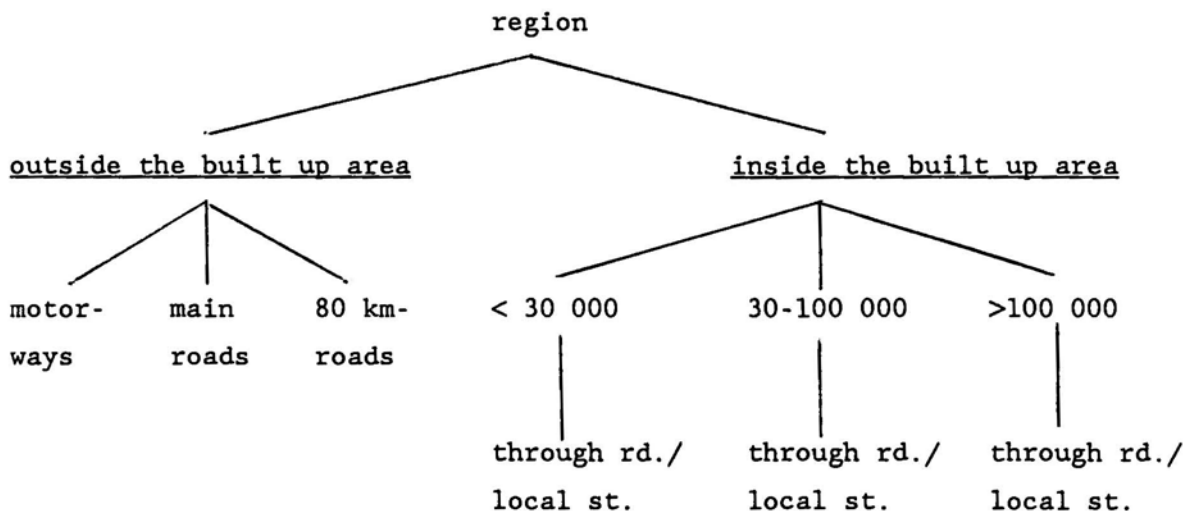 region
outside the built up area inside the built up area
motor- main 80 km- < 30 000 30-100 000 >100 000
ways roads roads
through rd./ through rd./ through rd./
local st. local st. local st.